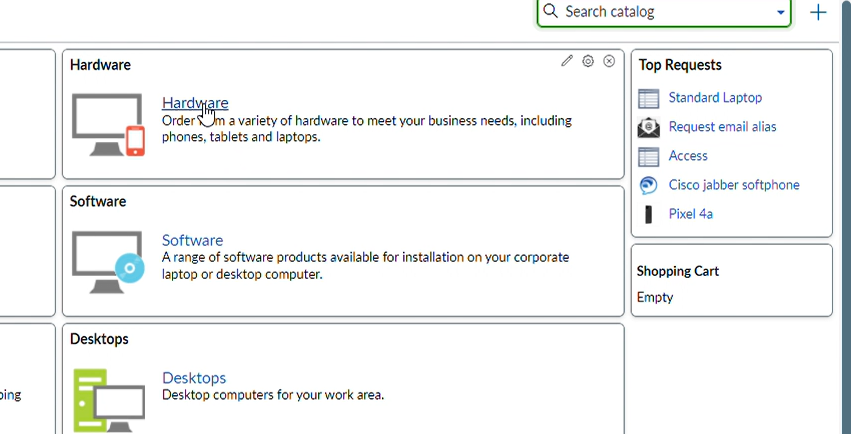 Search catalog
Hardware
Hardware
Order from a variety of hardware to meet your business needs, including
phones, tablets and laptops.
Software
Software
A range of software products available for installation on your corporate
laptop or desktop computer.
Desktops
Desktops
Desktop computers for your work area.
Top Requests
Standard Laptop
Request email alias
Access
Cisco jabber softphone
Pixel 4a
Shopping Cart
Empty